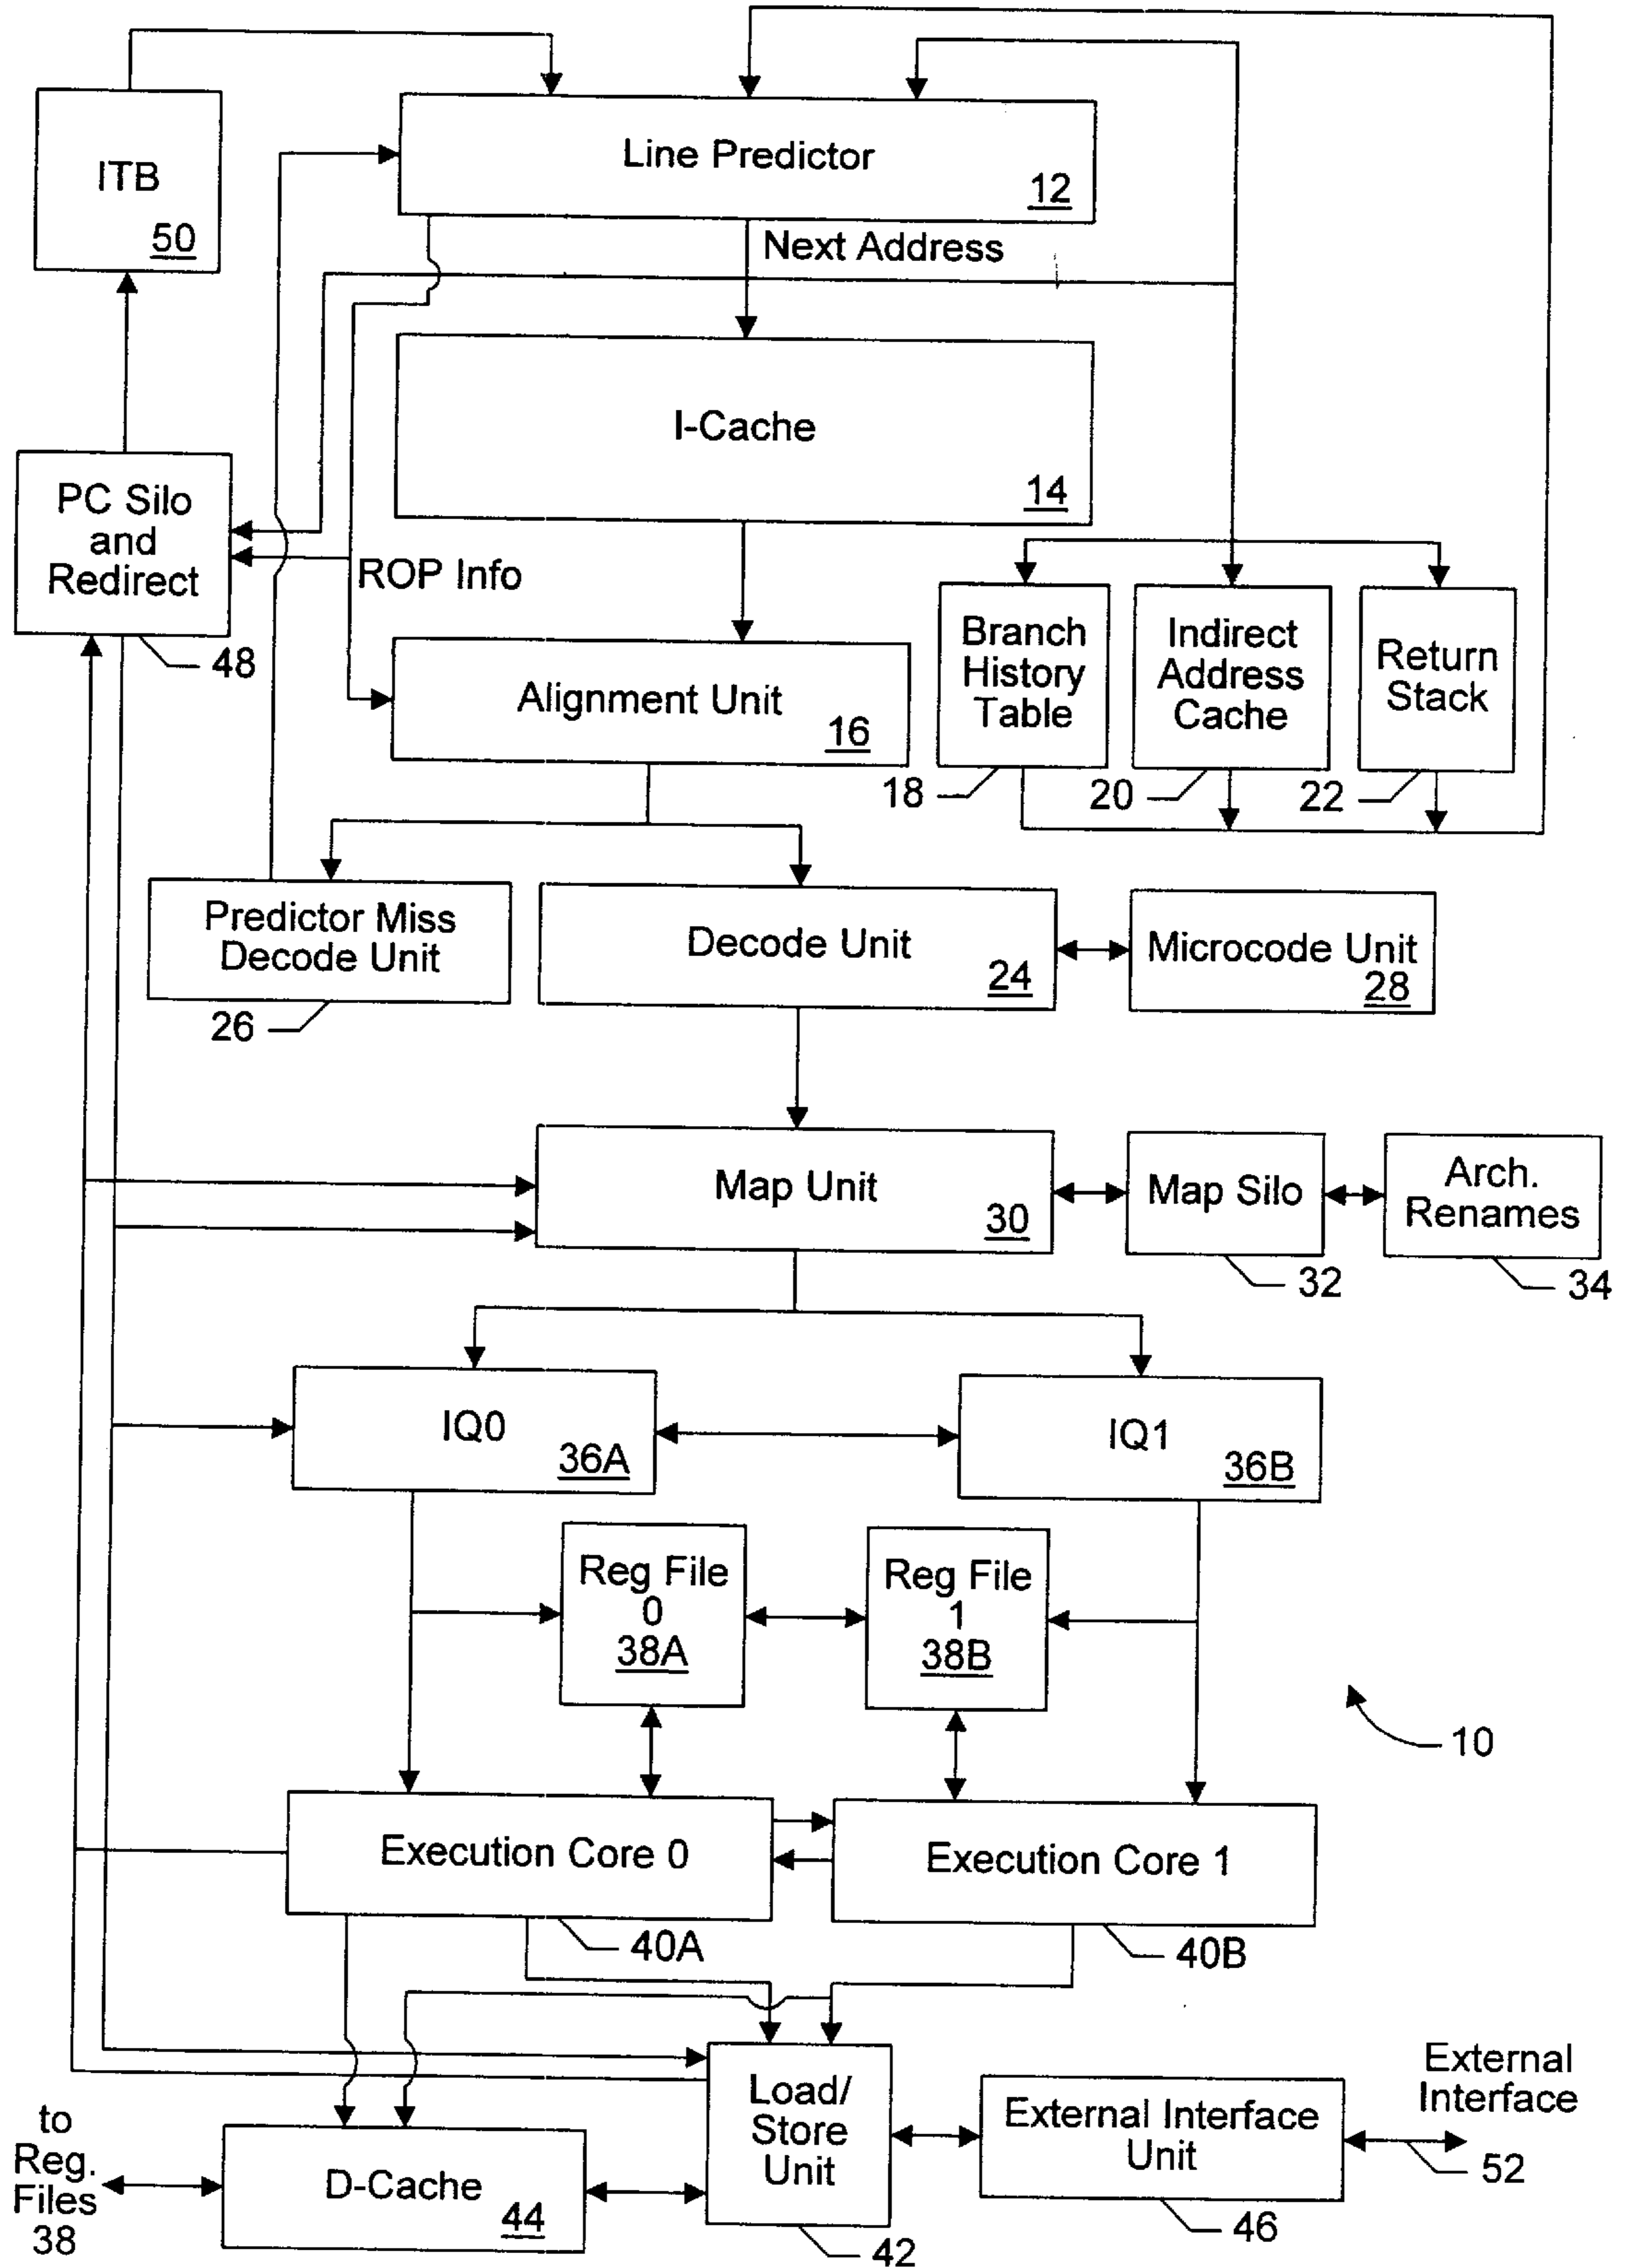 ITB
50
Line Predictor
12
Next Address
I-Cache
14
PC Silo
and
Redirect
48
ROP Info
Alignment Unit
16
Branch
History
Table
18
Indirect
Address
Cache
20
Return
Stack
22
Predictor Miss
Decode Unit
26
Decode Unit
24
Microcode Unit
28
Map Unit
30
Map Silo
32
Arch.
Renames
34
IQ0
36A
IQ1
36B
Reg File
0
38A
Reg File
1
38B
10
Execution Core 0
40A
Execution Core 1
40B
to
Reg.
Files
38
D-Cache
44
Load/
Store
Unit
42
External Interface
Unit
46
External
Interface
52